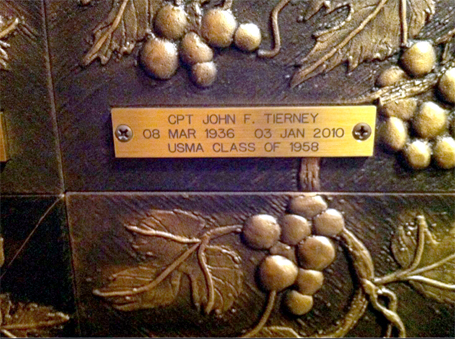 CPT JOHN F. TIERNEY
08 MAR 1936 03 JAN 2010
USMA CLASS OF 1958